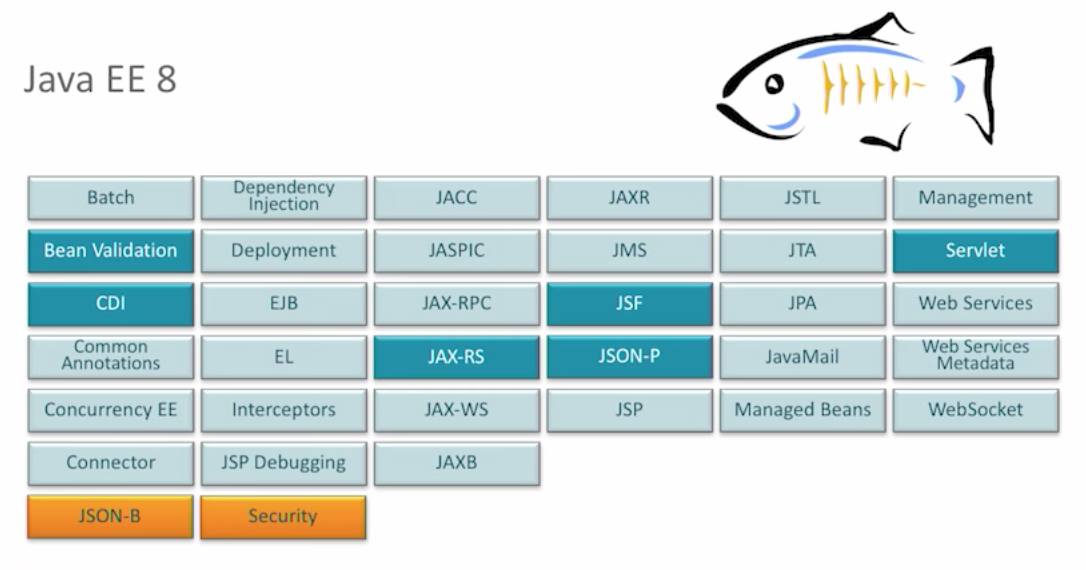 Java EE 8
Batch
Dependency
Injection
JACC
JAXR
JSTL
Management
Bean Validation
Deployment
JASPIC
JMS
JTA
Servlet
CDI
EJB
JAX-RPC
JSF
JPA
Web Services
Common
Annotations
EL
JAX-RS
JSON-P
JavaMail
Web Services
Metadata
Concurrency EE
Interceptors
JAX-WS
JSP
Managed Beans
WebSocket
Connector
JSP Debugging
JAXB
JSON-B
Security